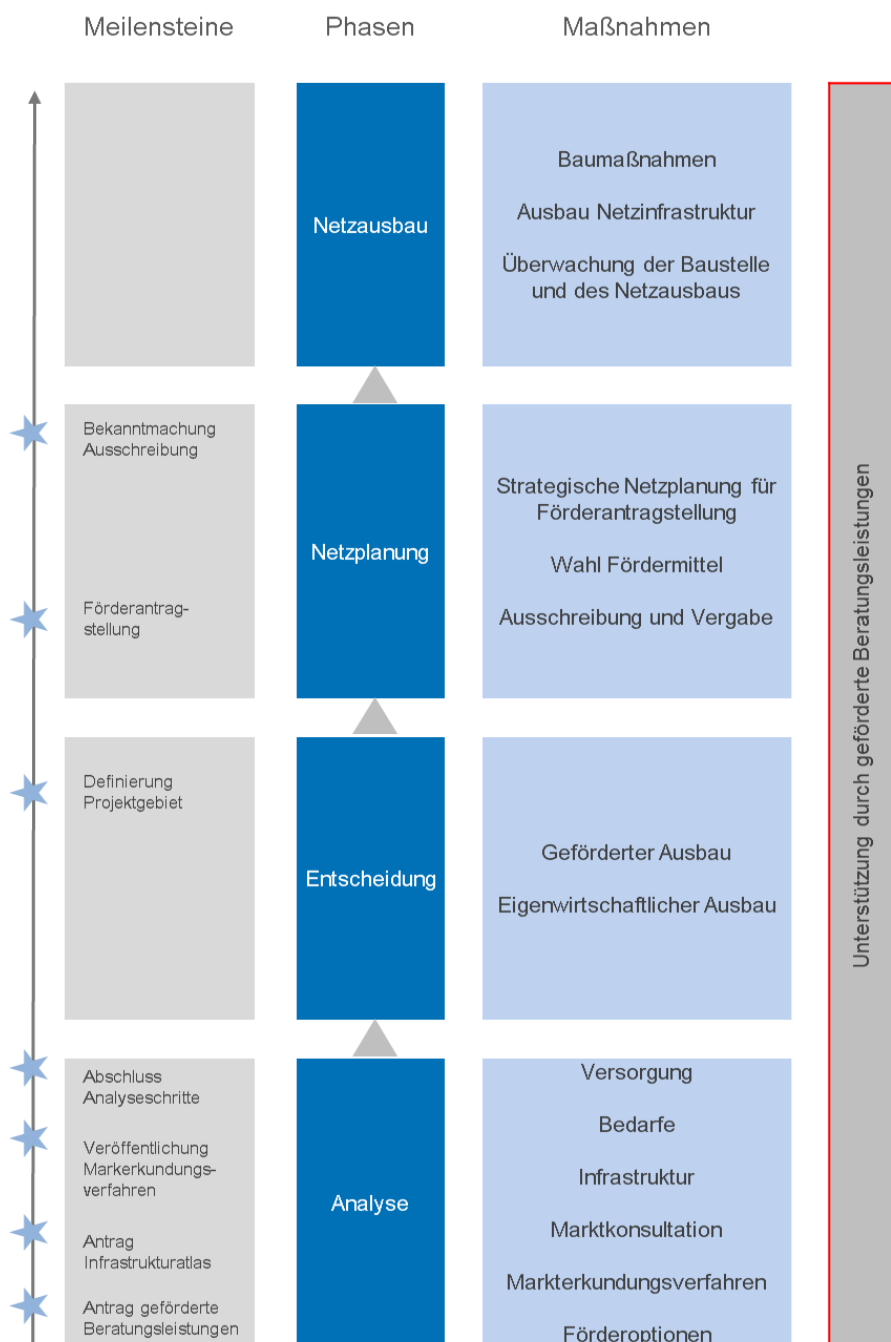 Meilensteine
Phasen
Maßnahmen
Netzausbau
Baumaßnahmen
Ausbau Netzinfrastruktur
Überwachung der Baustelle
und des Netzausbaus
Bekanntmachung
Ausschreibung
Förderantrag-
stellung
Netzplanung
Strategische Netzplanung für
Förderantragstellung
Wahl Fördermittel
Ausschreibung und Vergabe
Definierung
Projektgebiet
Entscheidung
Geförderter Ausbau
Eigenwirtschaftlicher Ausbau
Abschluss
Analyseschritte
Veröffentlichung
Markerkundungs-
verfahren
Antrag
Infrastrukturatlas
Antrag geförderte
Beratungsleistungen
Analyse
Versorgung
Bedarfe
Infrastruktur
Marktkonsultation
Markterkundungsverfahren
Förderoptionen
Unterstützung durch geförderte Beratungsleistungen